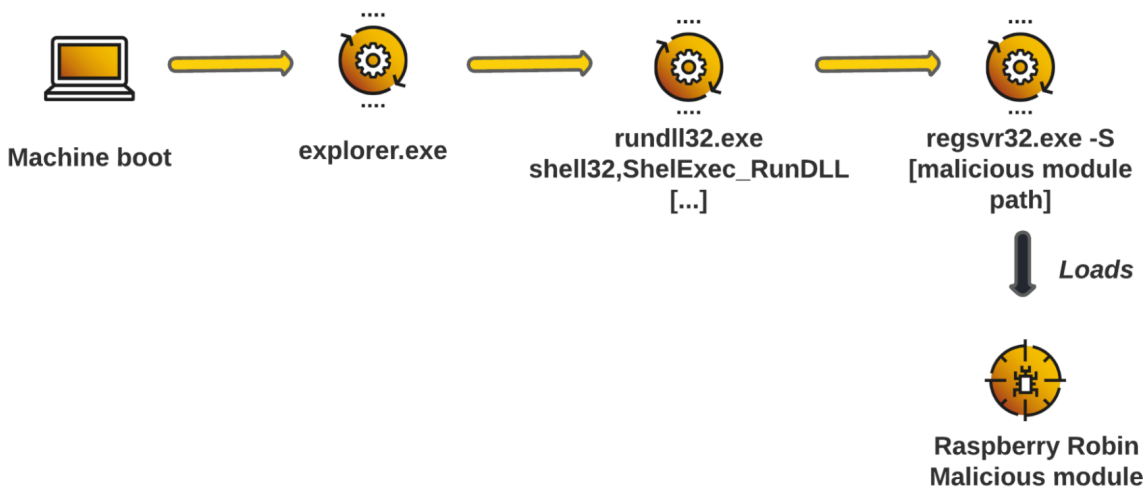 Machine boot
explorer.exe
rundll32.exe
shell32,ShelExec_RunDLL
[...]
regsvr32.exe -S
[malicious module
path]
Loads
Raspberry Robin
Malicious module